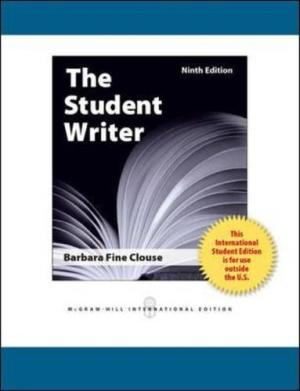 Ninth Edition
The
Student
Writer
This
International
Student Edition
is for use
outside
the U.S.
Barbara Fine Clouse
McGRAW-HILL INTERNATIONAL EDITION